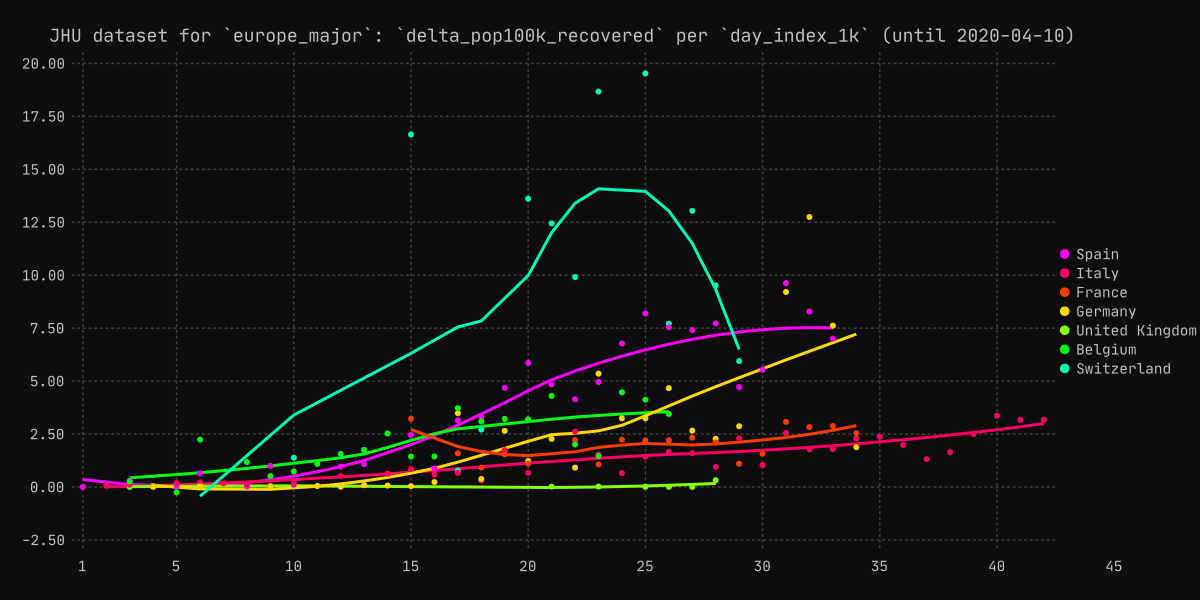 JHU dataset for `europe_major`: `delta_pop100k_recovered` per `day_index_1k` (until 2020-04-10)
20.00
17.50
15.00
12.50
10.00
7.50
5.00
2.50
0.00
-2.50
1 5 10 15 20 25 30 35 40 45
Spain
Italy
France
Germany
United Kingdom
Belgium
Switzerland